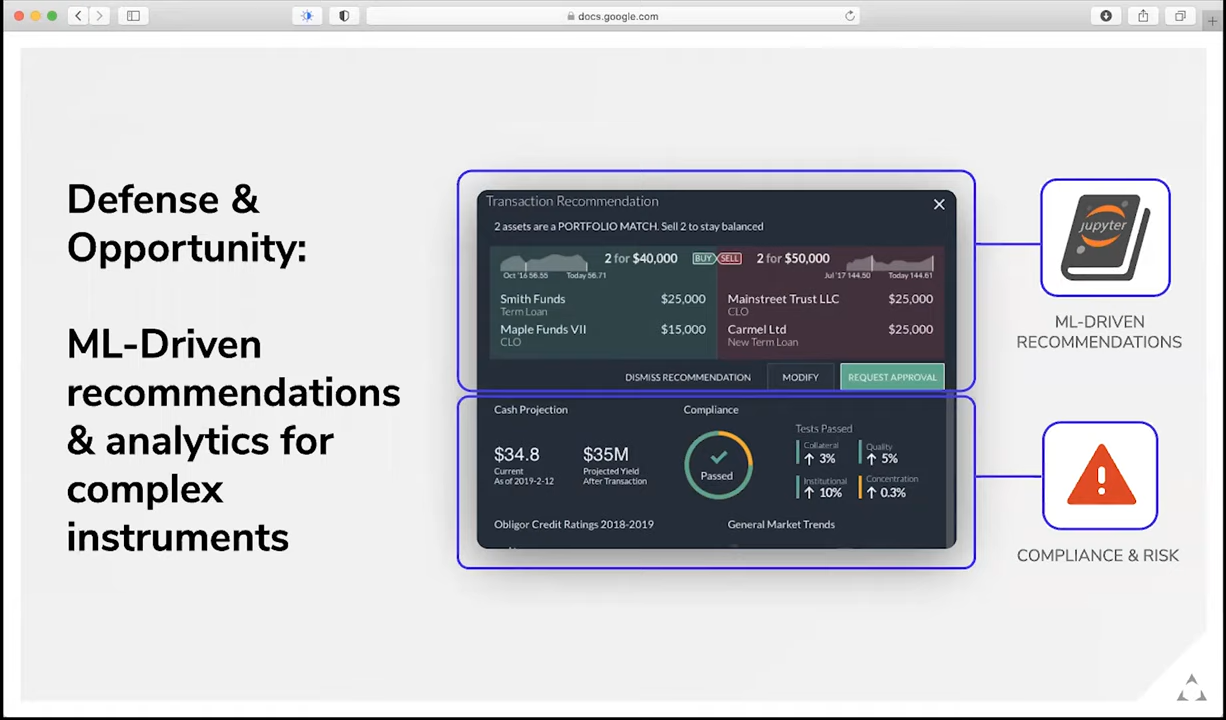 docs.google.com
Defense &
Opportunity:
ML-Driven
recommendations
& analytics for
complex
instruments
Transaction Recommendation
2 assets are a PORTFOLIO MATCH. Sell 2 to stay balanced
2 for $40,000 BUY SELL 2 for $50,000
Oct '16 56.55 Today 56.71 Jul '17 144.50 Today 144.61
Smith Funds $25,000 Mainstreet Trust LLC $25,000
Term Loan CLO
Maple Funds VII $15,000 Carmel Ltd $25,000
CLO New Term Loan
DISMISS RECOMMENDATION MODIFY REQUEST APPROVAL
jupyter
ML-DRIVEN
RECOMMENDATIONS
Cash Projection Compliance
Tests Passed
$34.8 $35M
Current Projected Yield
As of 2019-2-12 After Transaction
Passed
Collateral Quality
↑ 3% ↑ 5%
Institutional Concentration
↑ 10% ↑ 0.3%
Obligor Credit Ratings 2018-2019 General Market Trends
COMPLIANCE & RISK